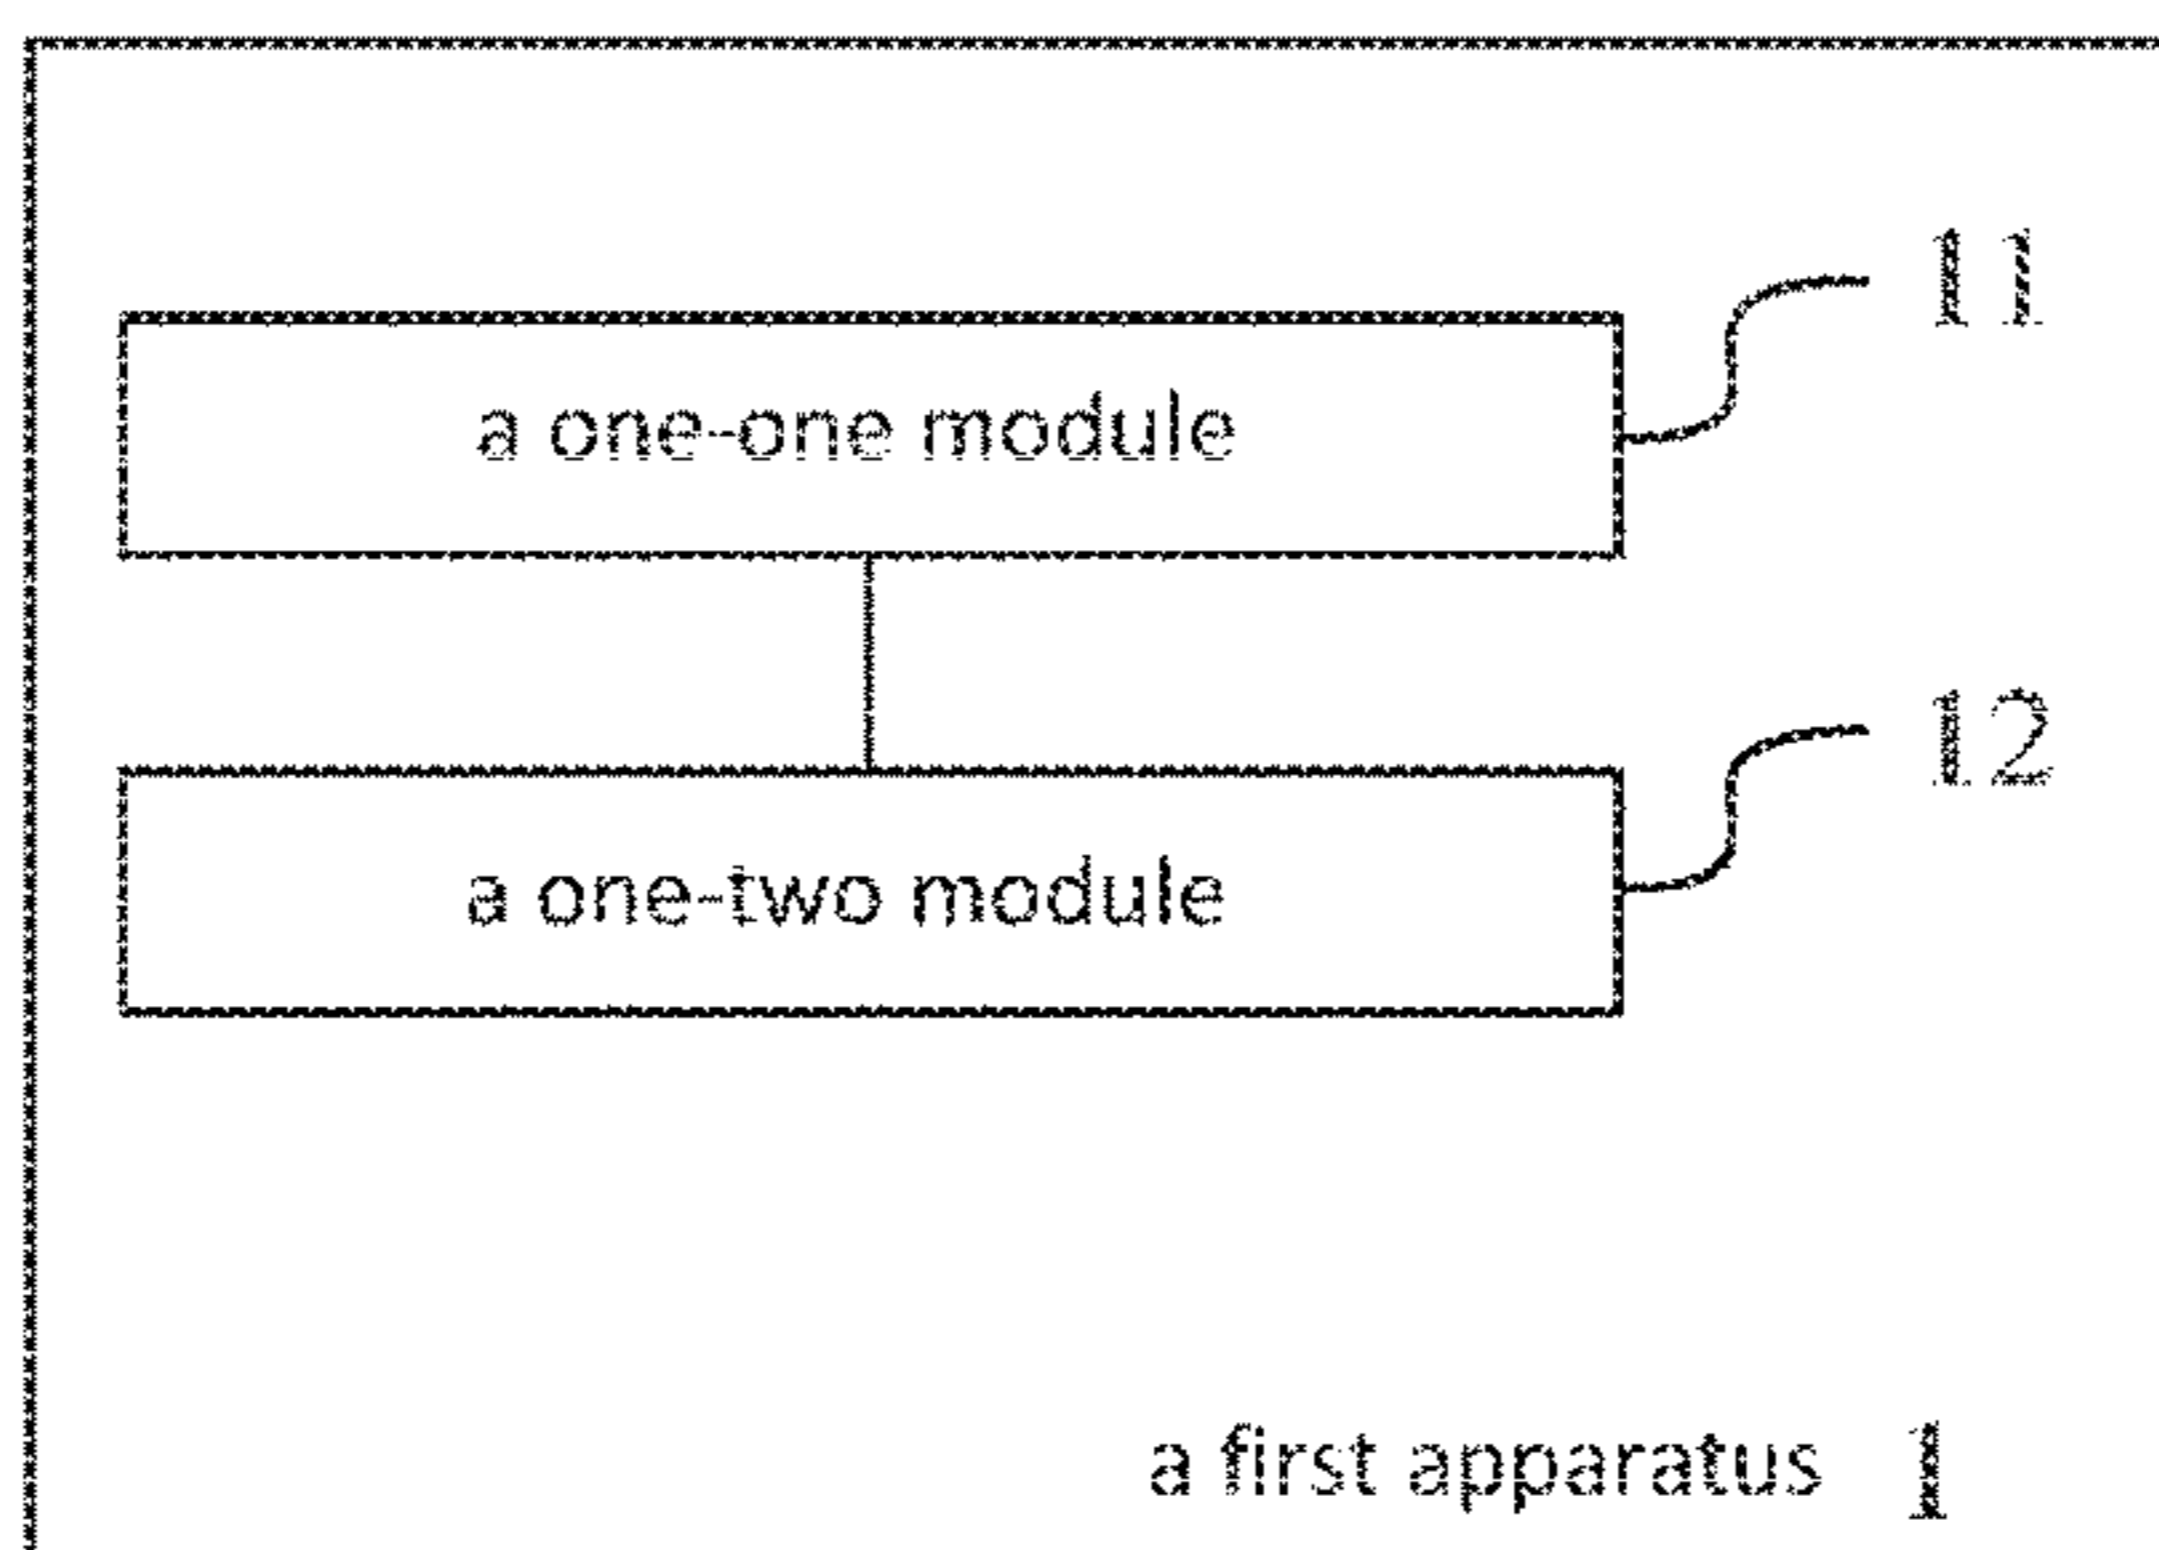 11
a one-one module
12
a one-two module
a first apparatus 1